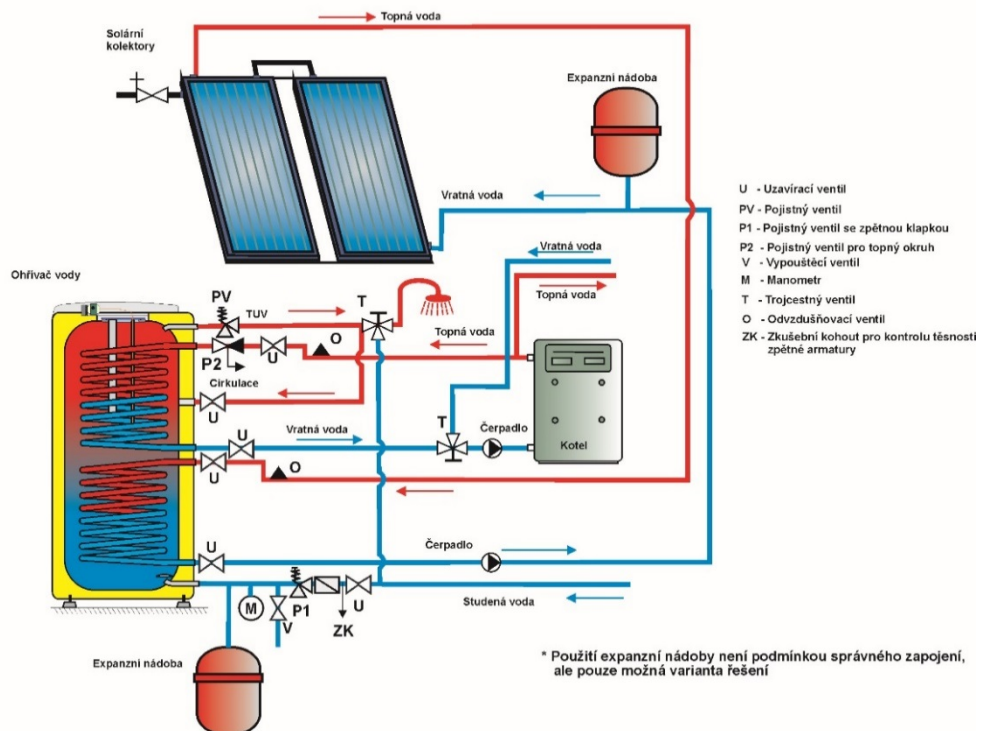 Topná voda
Solární
kolektory
Expanzní nádoba
Vratná voda
U - Uzavírací ventil
PV - Pojistný ventil
P1 - Pojistný ventil se zpětnou klapkou
P2 - Pojistný ventil pro topný okruh
V - Vypouštěcí ventil
M - Manometr
T - Trojcestný ventil
O - Odvzdušňovací ventil
ZK - Zkušební kohout pro kontrolu těsnosti
zpětné armatury
Vratná voda
Topná voda
Ohřívač vody
PV
TUV
T
P2
U
O
Topná voda
Cirkulace
U
Vratná voda
U
T
Čerpadlo
Kotel
U
O
U
Čerpadlo
M
V
P1
ZK
U
Studená voda
Expanzní nádoba
* Použití expanzní nádoby není podmínkou správného zapojení,
ale pouze možná varianta řešení